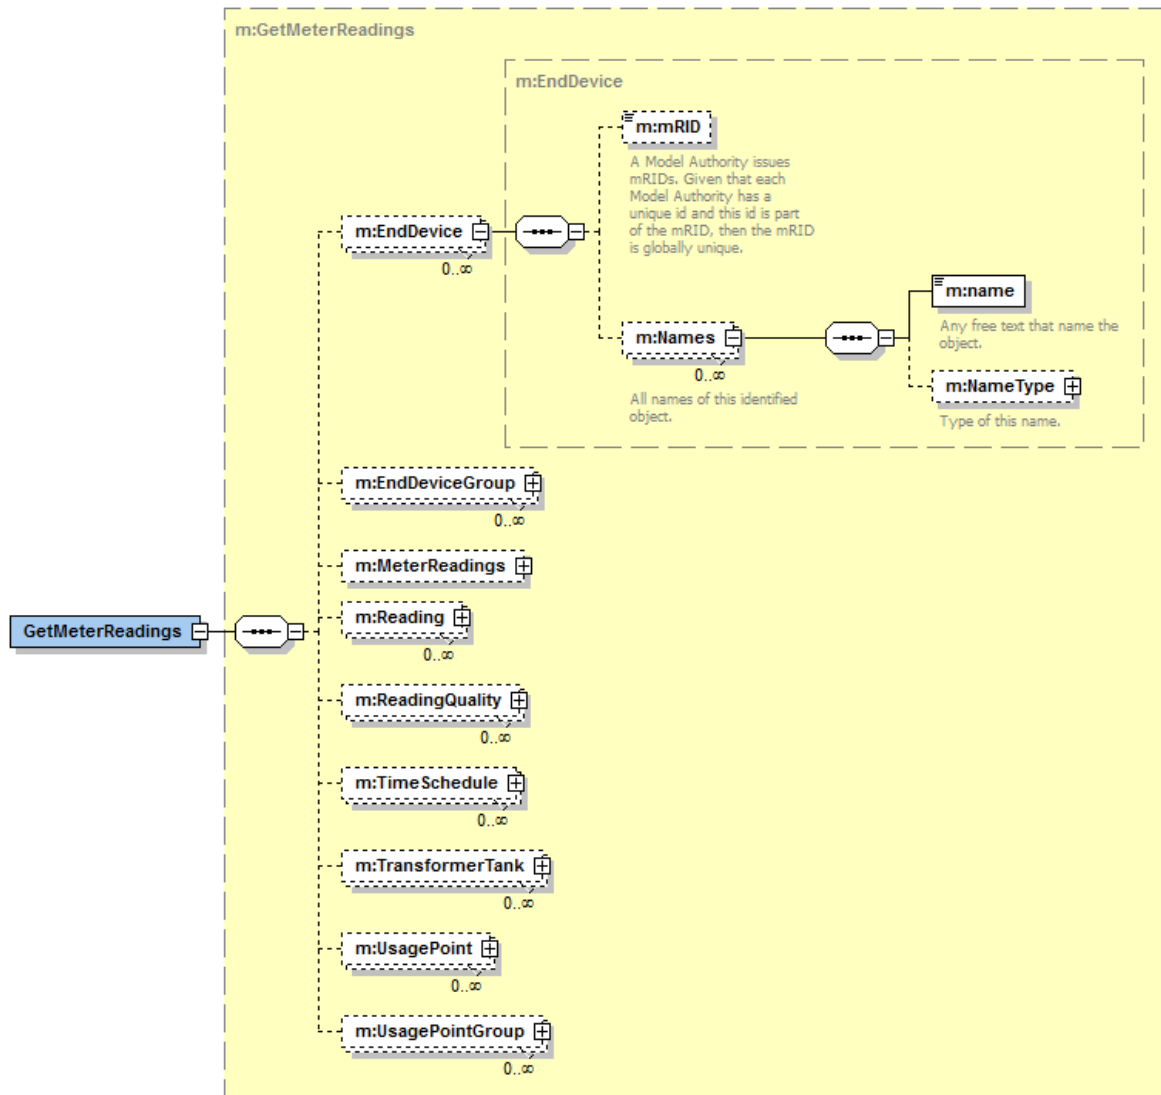 m:GetMeterReadings
m:EndDevice
m:mRID
A Model Authority issues
mRIDs. Given that each
Model Authority has a
unique id and this id is part
of the mRID, then the mRID
is globally unique.
m:EndDevice
0..∞
m:name
Any free text that name the
object.
m:Names
0..∞
All names of this identified
object.
m:NameType
Type of this name.
m:EndDeviceGroup
0..∞
m:MeterReadings
GetMeterReadings
m:Reading
0..∞
m:ReadingQuality
0..∞
m:TimeSchedule
0..∞
m:TransformerTank
0..∞
m:UsagePoint
0..∞
m:UsagePointGroup
0..∞